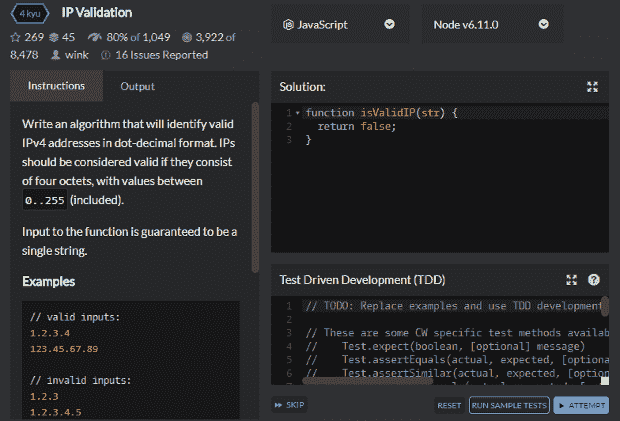 4 kyu IP Validation
269 45 80% of 1,049 3,922 of
8,478 wink 16 Issues Reported
JavaScript
Node v6.11.0
Instructions Output
Write an algorithm that will identify valid
IPv4 addresses in dot-decimal format. IPs
should be considered valid if they consist
of four octets, with values between
0..255 (included).
Input to the function is guaranteed to be a
single string.
Examples
// valid inputs:
1.2.3.4
123.45.67.89
// invalid inputs:
1.2.3
1.2.3.4.5
Solution:
1 function isValidIP(str) {
2 return false;
3 }
Test Driven Development (TDD)
1 // TODO: Replace examples and use TDD development
2
3 // These are some CW specific test methods availab
4 // Test.expect(boolean, [optional] message)
5 // Test.assertEquals(actual, expected, [optiona
6 // Test.assertSimilar(actual, expected, [option
SKIP
RESET RUN SAMPLE TESTS ATTEMPT